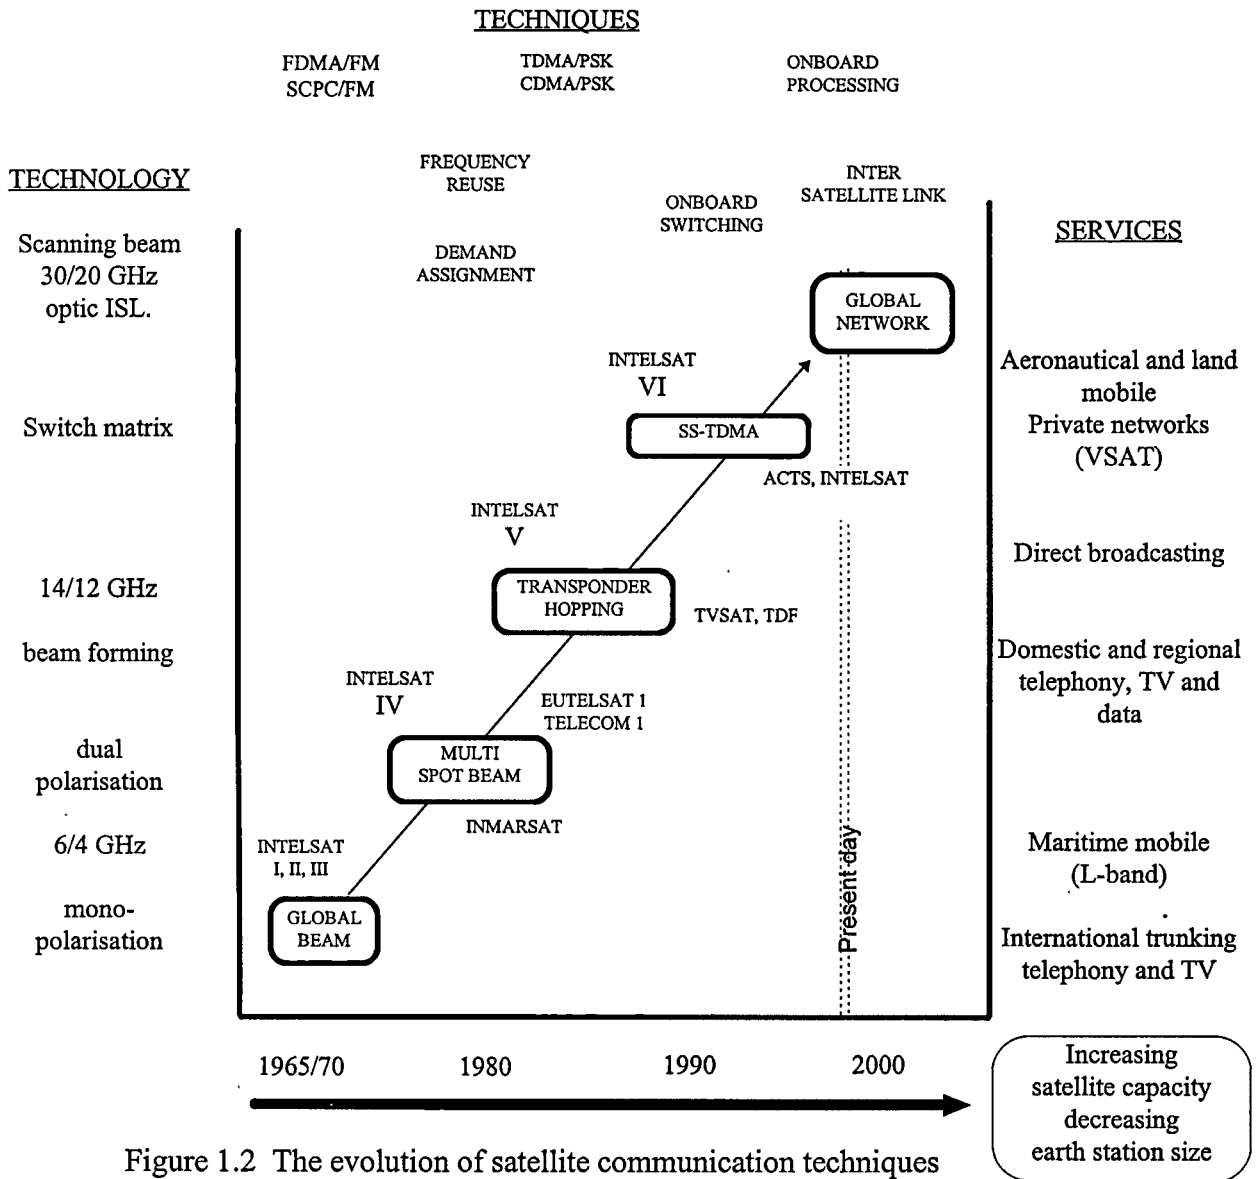 TECHNIQUES
FDMA/FM
SCPC/FM
TDMA/PSK
CDMA/PSK
ONBOARD
PROCESSING
FREQUENCY
REUSE
ONBOARD
SWITCHING
INTER
SATELLITE LINK
DEMAND
ASSIGNMENT
TECHNOLOGY
Scanning beam
30/20 GHz
optic ISL.
Switch matrix
14/12 GHz
beam forming
dual
polarisation
6/4 GHz
mono-
polarisation
GLOBAL
NETWORK
INTELSAT
VI
SS-TDMA
ACTS, INTELSAT
INTELSAT
V
TRANSPONDER
HOPPING
TVSAT, TDF
INTELSAT
IV
EUTELSAT 1
TELECOM 1
MULTI
SPOT BEAM
INMARSAT
INTELSAT
I, II, III
GLOBAL
BEAM
Present day
SERVICES
Aeronautical and land
mobile
Private networks
(VSAT)
Direct broadcasting
Domestic and regional
telephony, TV and
data
Maritime mobile
(L-band)
International trunking
telephony and TV
1965/70
1980
1990
2000
Increasing
satellite capacity
decreasing
earth station size
Figure 1.2 The evolution of satellite communication techniques